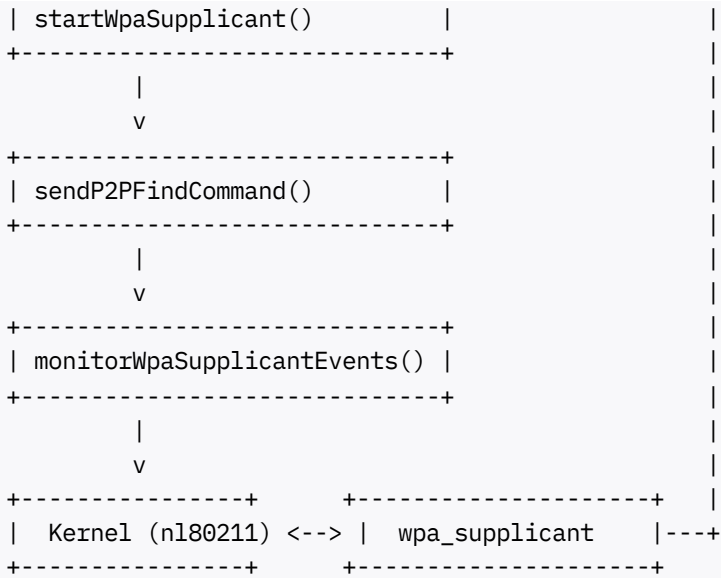 | startWpaSupplicant()         |                 |
+------------------------------+                 |
         |                                       |
         v                                       |
+------------------------------+                 |
| sendP2PFindCommand()         |                 |
+------------------------------+                 |
         |                                       |
         v                                       |
+------------------------------+                 |
| monitorWpaSupplicantEvents() |                 |
+------------------------------+                 |
         |                                       |
         v                                       |
+----------------+      +---------------------+  |
|  Kernel (nl80211) <--> |  wpa_supplicant    |---+
+----------------+      +---------------------+